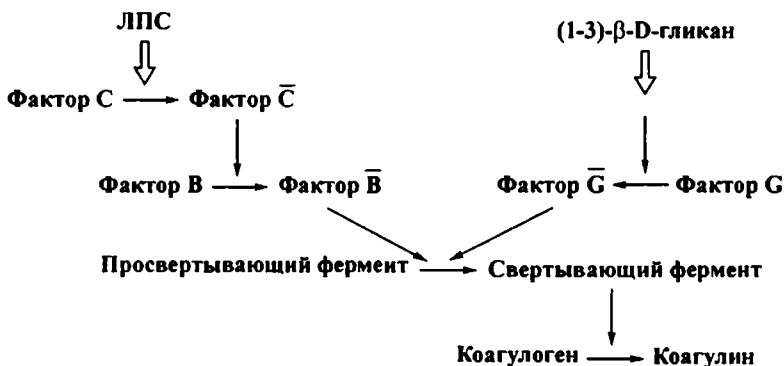 ЛПС
(1-3)-β-D-гликан
Фактор C Фактор C̅
Фактор B Фактор B̅ Фактор G̅ Фактор G
Просвертывающий фермент Свертывающий фермент
Коагулоген Коагулин